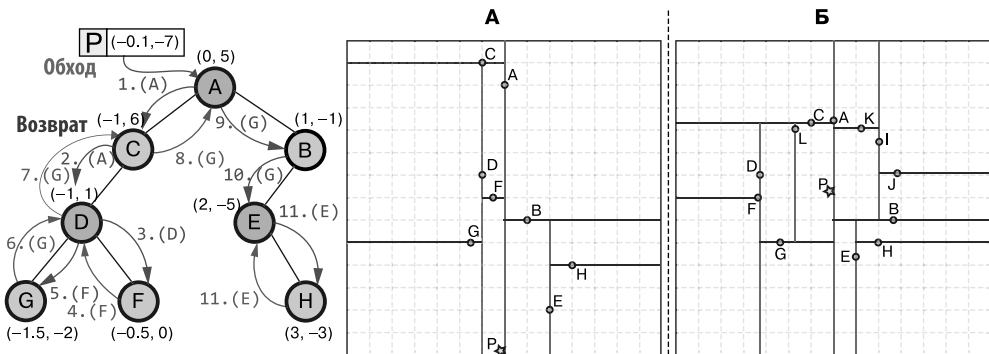 P (−0.1,−7)
Обход
(0, 5)
A
1.(A)
Возврат
(−1, 6)
C
9.(G)
(1, −1)
B
2.(A)
8.(G)
7.(G)
10.(G)
(−1, 1)
D
(2, −5)
E
11.(E)
6.(G)
3.(D)
5.(F)
4.(F)
11.(E)
G
F
H
(−1.5, −2)
(−0.5, 0)
(3, −3)
А
C
A
D
F
B
G
H
E
P
Б
C
A
K
L
I
D
P
J
F
B
G
E
H